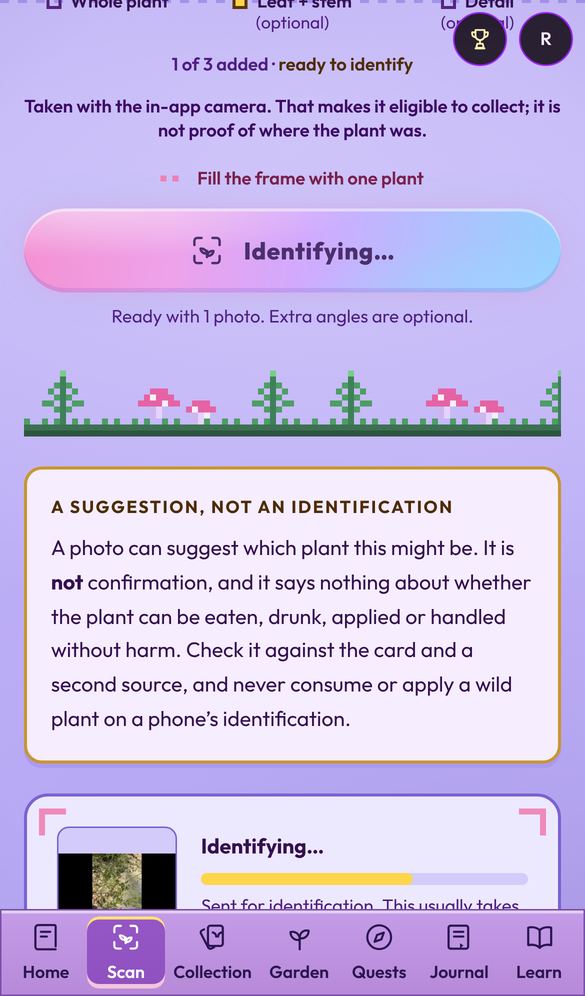 Whole plant
Leaf + stem
Detail
(optional)
1 of 3 added · ready to identify
R
Taken with the in-app camera. That makes it eligible to collect; it is
not proof of where the plant was.
Fill the frame with one plant
Identifying...
Ready with 1 photo. Extra angles are optional.
A SUGGESTION, NOT AN IDENTIFICATION
A photo can suggest which plant this might be. It is
not confirmation, and it says nothing about whether
the plant can be eaten, drunk, applied or handled
without harm. Check it against the card and a
second source, and never consume or apply a wild
plant on a phone’s identification.
Identifying...
Sent for identification. This usually takes
Home
Scan
Collection
Garden
Quests
Journal
Learn